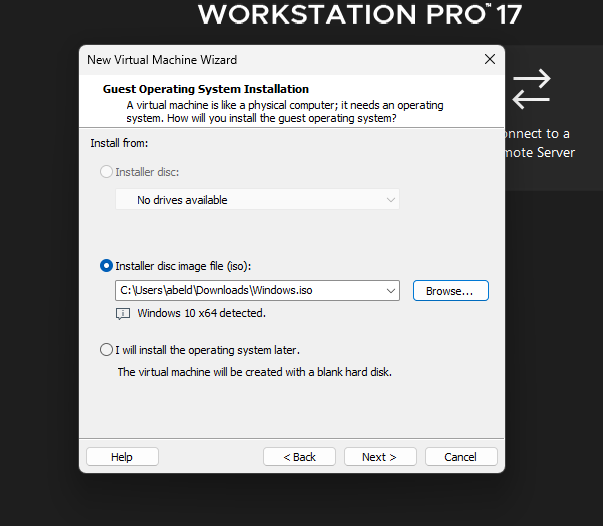 WORKSTATION PRO™ 17
New Virtual Machine Wizard
Guest Operating System Installation
A virtual machine is like a physical computer; it needs an operating
system. How will you install the guest operating system?
Install from:
Installer disc:
No drives available
Installer disc image file (iso):
C:\Users\abeld\Downloads\Windows.iso
Browse...
Windows 10 x64 detected.
I will install the operating system later.
The virtual machine will be created with a blank hard disk.
Help
< Back
Next >
Cancel
to a
Server